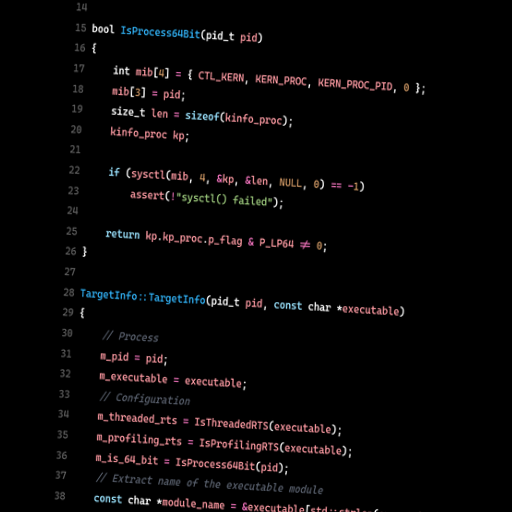 14
15 bool IsProcess64Bit(pid_t pid)
16 {
17 int mib[4] = { CTL_KERN, KERN_PROC, KERN_PROC_PID, 0 };
18 mib[3] = pid;
19 size_t len = sizeof(kinfo_proc);
20 kinfo_proc kp;
21
22 if (sysctl(mib, 4, &kp, &len, NULL, 0) == -1)
23 assert(!"sysctl() failed");
24
25 return kp.kp_proc.p_flag & P_LP64 ≠ 0;
26 }
27
28 TargetInfo::TargetInfo(pid_t pid, const char *executable)
29 {
30 // Process
31 m_pid = pid;
32 m_executable = executable;
33 // Configuration
34 m_threaded_rts = IsThreadedRTS(executable);
35 m_profiling_rts = IsProfilingRTS(executable);
36 m_is_64_bit = IsProcess64Bit(pid);
37 // Extract name of the executable module
38 const char *module_name = &executable[std::